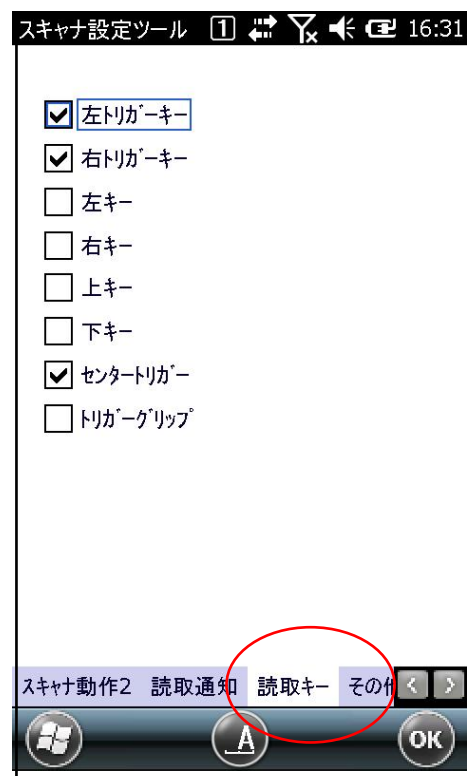 スキャナ設定ツール 1 16:31
左ﾄﾘｶﾞｰｷｰ
右ﾄﾘｶﾞｰｷｰ
左ｷｰ
右ｷｰ
上ｷｰ
下ｷｰ
ｾﾝﾀｰﾄﾘｶﾞｰ
ﾄﾘｶﾞｰｸﾞﾘｯﾌﾟ
ｽｷｬﾅ動作2 読取通知 読取ｷｰ その
A OK